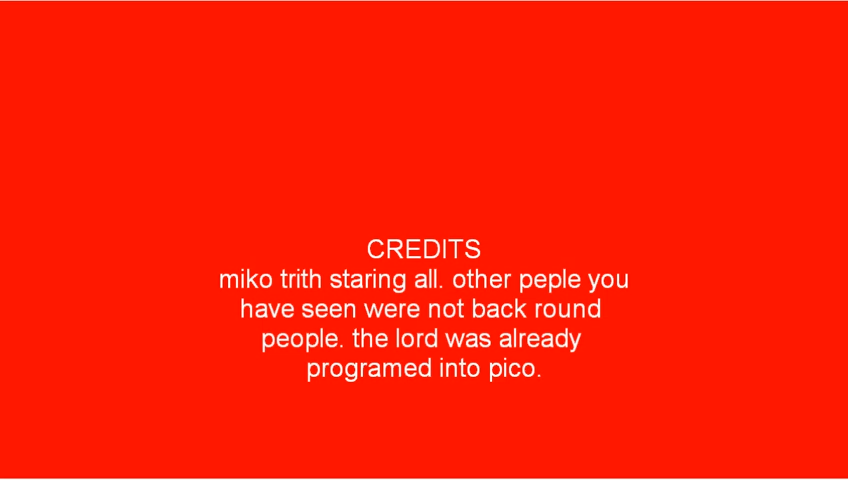 CREDITS
miko trith staring all. other peple you
have seen were not back round
people. the lord was already
programed into pico.